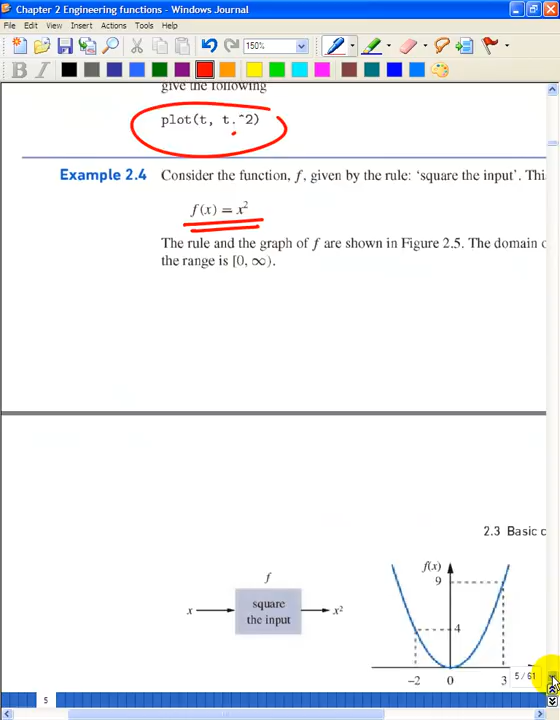 Chapter 2 Engineering functions - Windows Journal
File Edit View Insert Actions Tools Help
150%
B I
give the following
plot(t, t.^2)
Example 2.4 Consider the function, f, given by the rule: ‘square the input’. Thi
f(x) = x²
The rule and the graph of f are shown in Figure 2.5. The domain o
the range is [0, ∞).
2.3 Basic c
f
x square the input x²
f(x)
9
4
−2 0 3
5 / 61
5